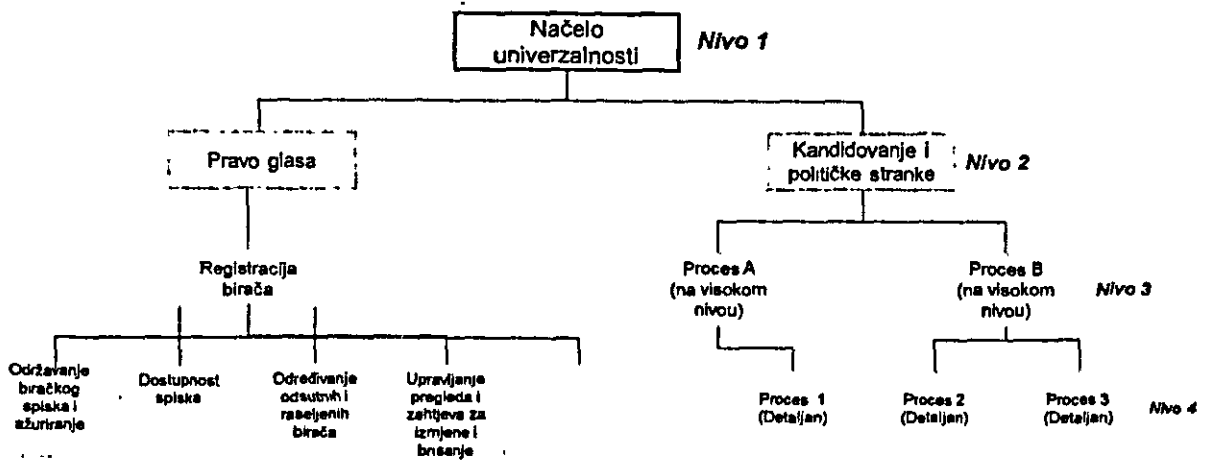 Načelo
univerzalnosti
Nivo 1
Pravo glasa
Kandidovanje i
političke stranke
Nivo 2
Registracija
birača
Proces A
(na visokom
nivou)
Proces B
(na visokom
nivou)
Nivo 3
Održavanje
biračkog
spiska i
ažuriranje
Dostupnost
spiska
Određivanje
odsutnih i
raseljenih
birača
Upravljanje
pregleda i
zahtjeva za
izmjene i
brisanje
Proces 1
(Detaljan)
Proces 2
(Detaljan)
Proces 3
(Detaljan)
Nivo 4